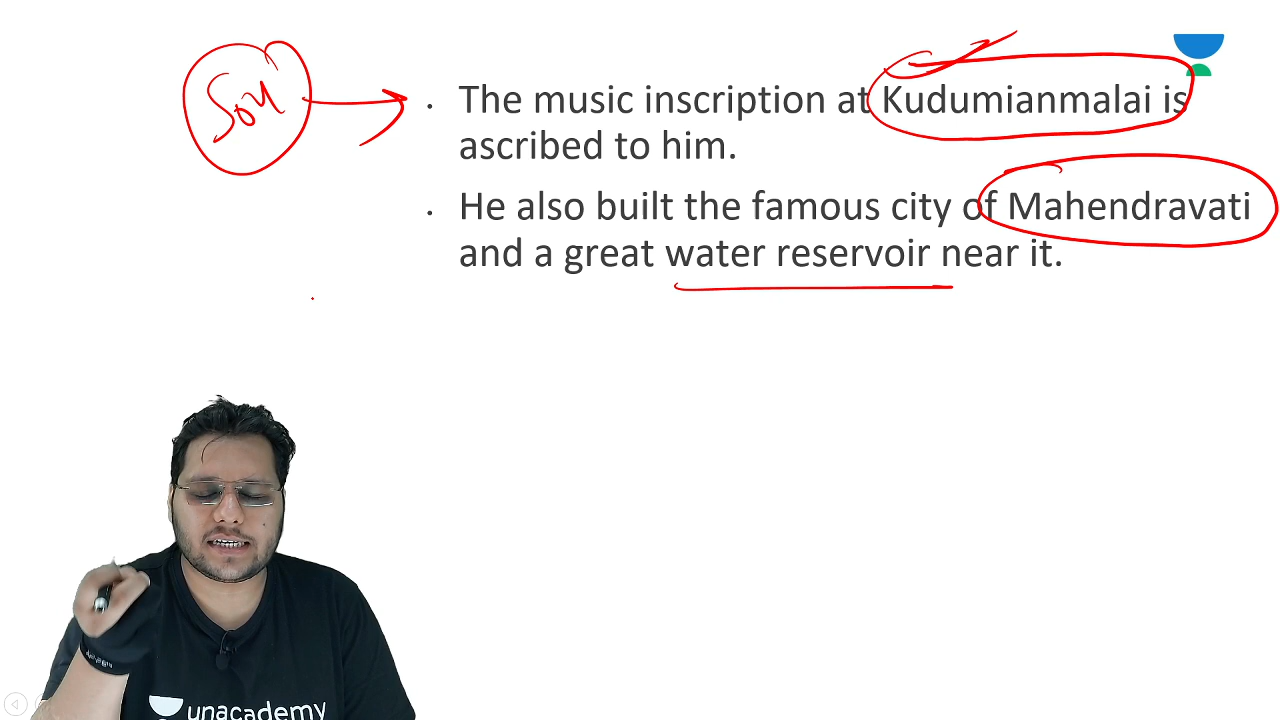 • The music inscription at Kudumianmalai is
ascribed to him.
• He also built the famous city of Mahendravati
and a great water reservoir near it.
unacademy